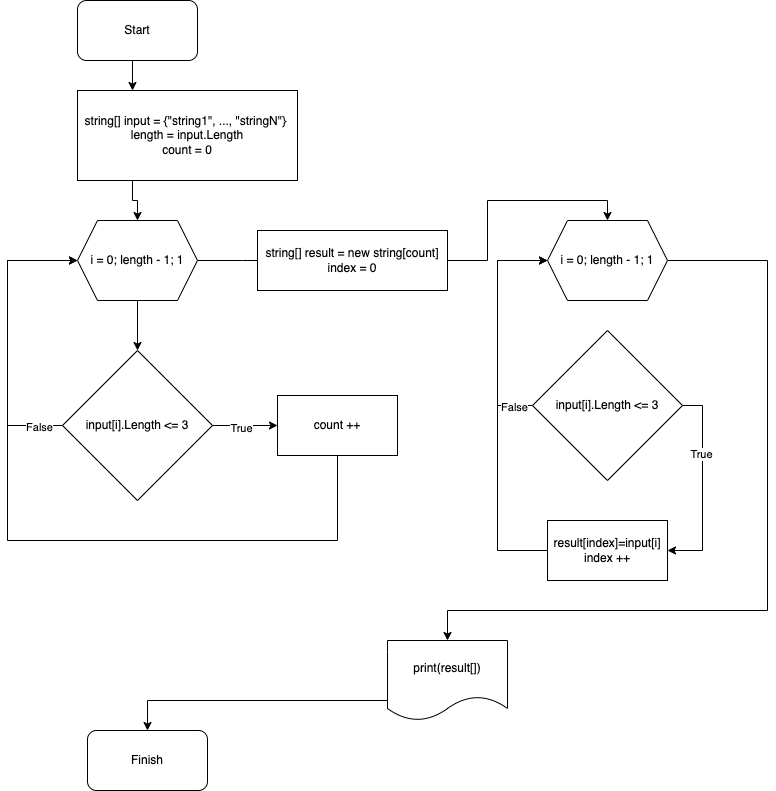 Start
string[] input = {"string1", ..., "stringN"}
length = input.Length
count = 0
i = 0; length - 1; 1
string[] result = new string[count]
index = 0
i = 0; length - 1; 1
input[i].Length <= 3
False
True
count ++
input[i].Length <= 3
False
True
result[index]=input[i]
index ++
print(result[])
Finish